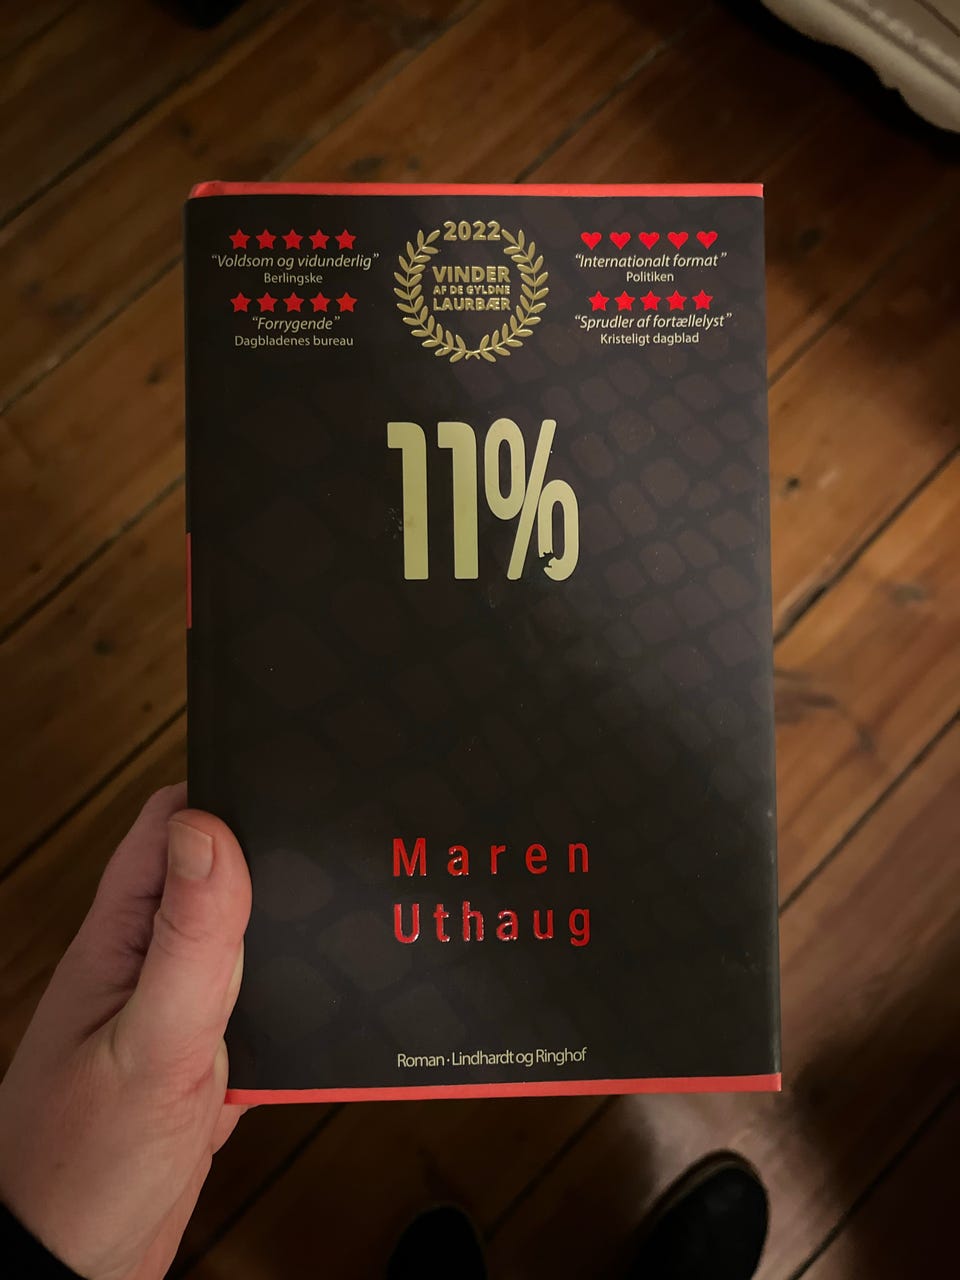 “Voldsom og vidunderlig”
Berlingske
“Forrygende”
Dagbladenes bureau
2022
VINDER
AF DE GYLDNE
LAURBÆR
“Internationalt format”
Politiken
“Sprudler af fortællelyst”
Kristeligt dagblad
11%
Maren
Uthaug
Roman · Lindhardt og Ringhof